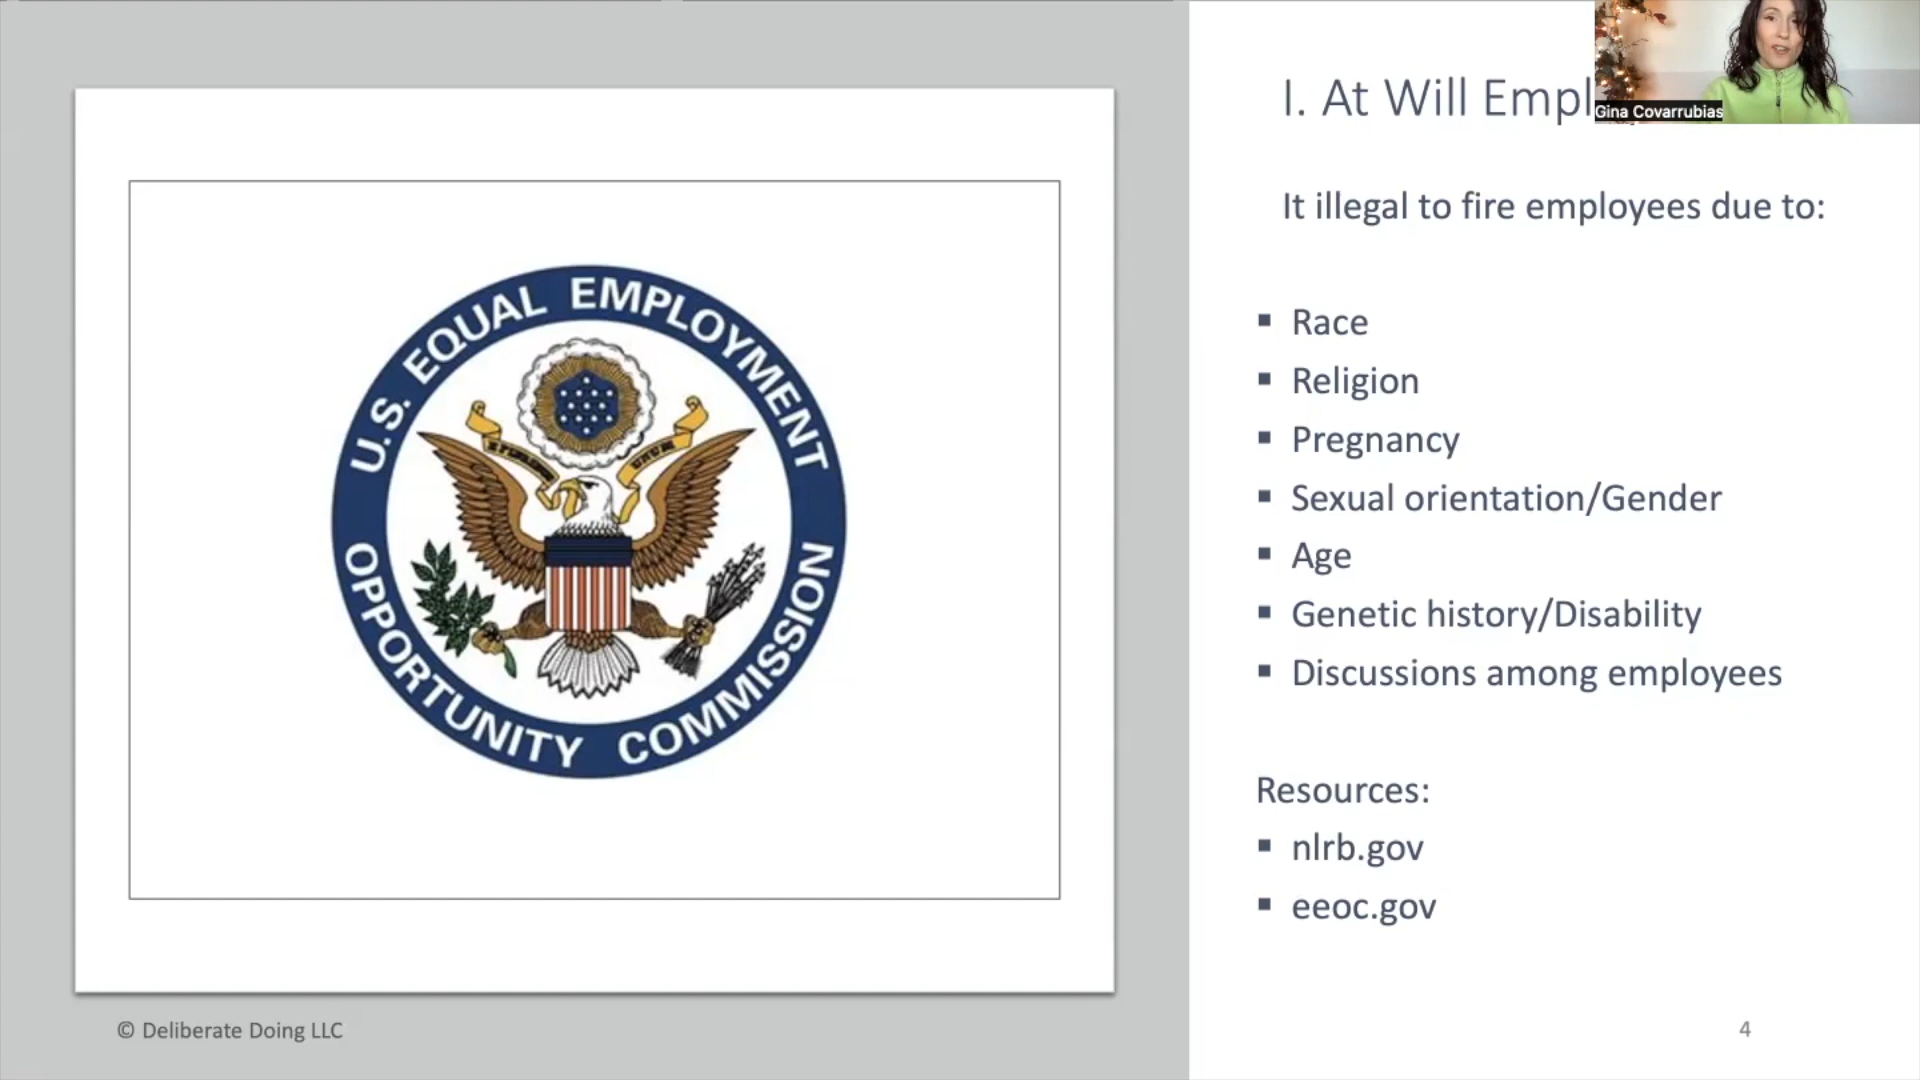 I. At Will Empl
Gina Covarrubias
It illegal to fire employees due to:
▪ Race
▪ Religion
▪ Pregnancy
▪ Sexual orientation/Gender
▪ Age
▪ Genetic history/Disability
▪ Discussions among employees
Resources:
▪ nlrb.gov
▪ eeoc.gov
U.S. EQUAL EMPLOYMENT
OPPORTUNITY COMMISSION
© Deliberate Doing LLC
4